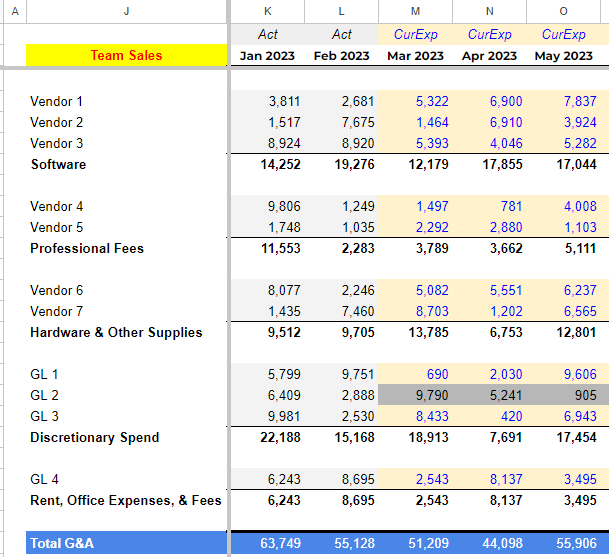 A J K L M N O
Act Act CurExp CurExp CurExp
Team Sales Jan 2023 Feb 2023 Mar 2023 Apr 2023 May 2023
Vendor 1 3,811 2,681 5,322 6,900 7,837
Vendor 2 1,517 7,675 1,464 6,910 3,924
Vendor 3 8,924 8,920 5,393 4,046 5,282
Software 14,252 19,276 12,179 17,855 17,044
Vendor 4 9,806 1,249 1,497 781 4,008
Vendor 5 1,748 1,035 2,292 2,880 1,103
Professional Fees 11,553 2,283 3,789 3,662 5,111
Vendor 6 8,077 2,246 5,082 5,551 6,237
Vendor 7 1,435 7,460 8,703 1,202 6,565
Hardware & Other Supplies 9,512 9,705 13,785 6,753 12,801
GL 1 5,799 9,751 690 2,030 9,606
GL 2 6,409 2,888 9,790 5,241 905
GL 3 9,981 2,530 8,433 420 6,943
Discretionary Spend 22,188 15,168 18,913 7,691 17,454
GL 4 6,243 8,695 2,543 8,137 3,495
Rent, Office Expenses, & Fees 6,243 8,695 2,543 8,137 3,495
Total G&A 63,749 55,128 51,209 44,098 55,906